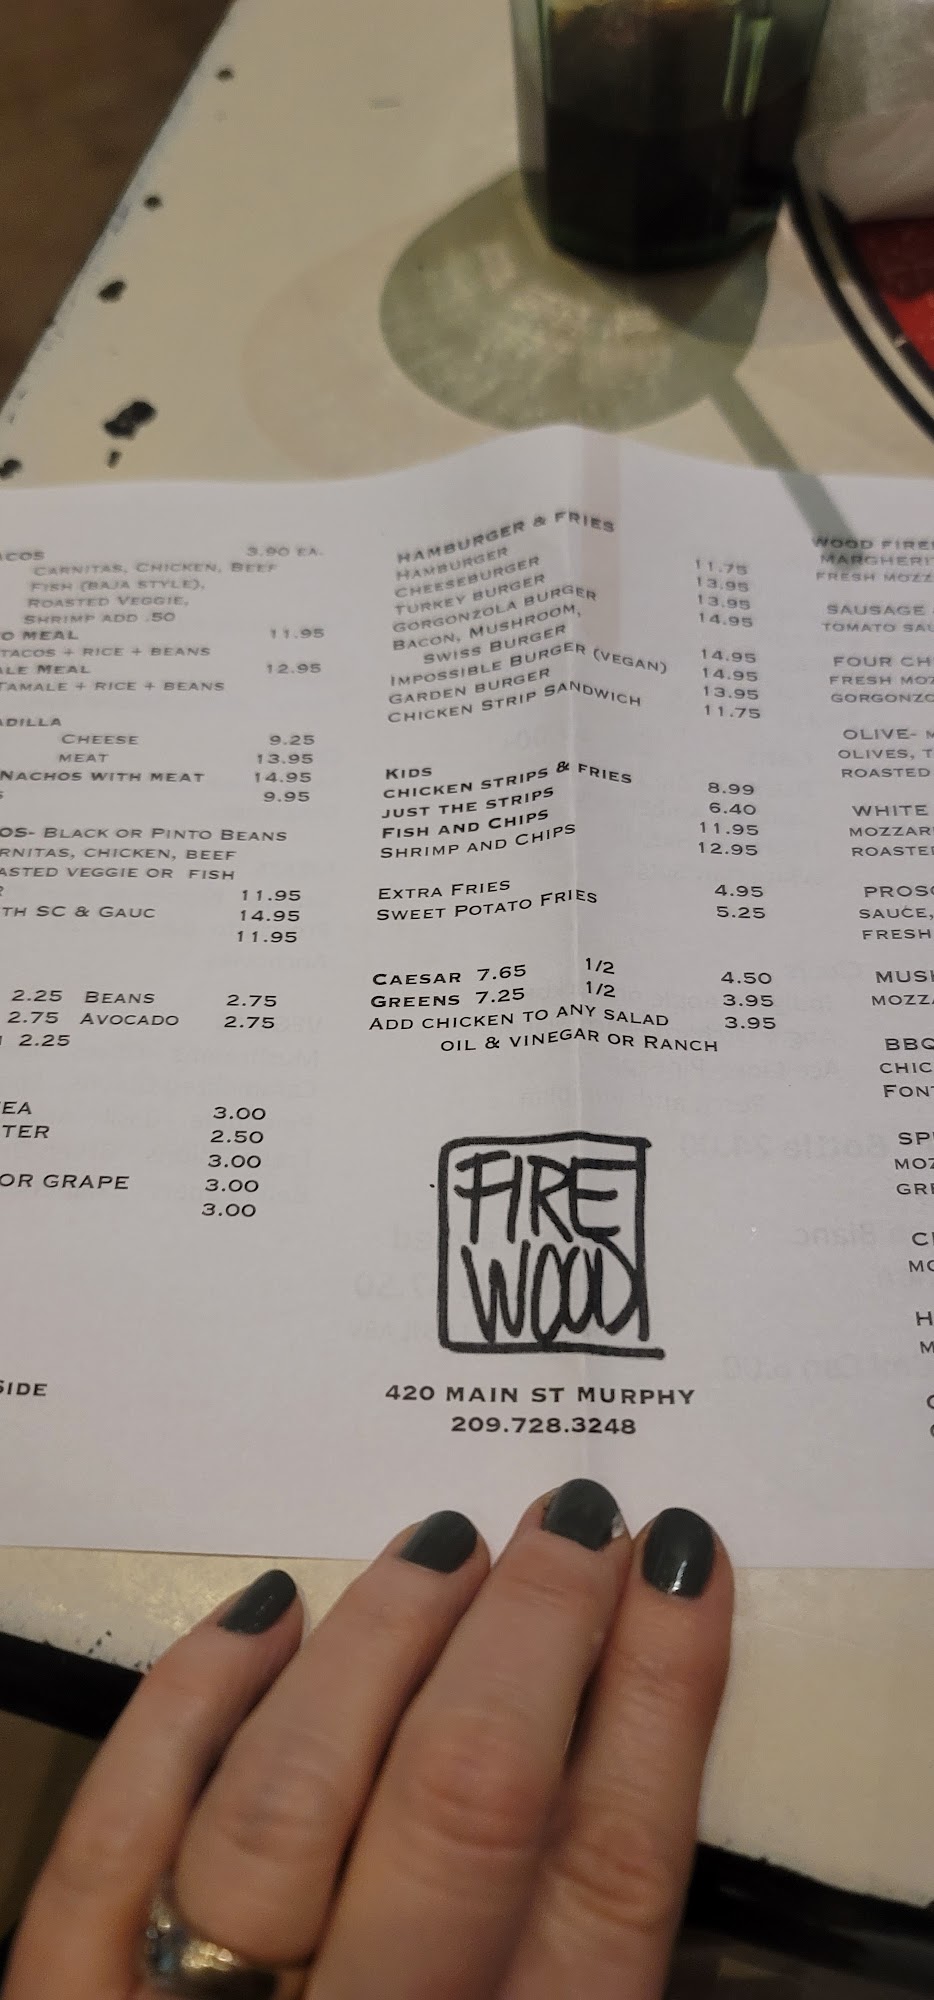 ACOS 3.90 EA.
CARNITAS, CHICKEN, BEEF
FISH (BAJA STYLE),
ROASTED VEGGIE,
SHRIMP ADD .50
O MEAL 11.95
TACOS + RICE + BEANS
ALE MEAL 12.95
TAMALE + RICE + BEANS
ADILLA
CHEESE 9.25
MEAT 13.95
NACHOS WITH MEAT 14.95
S 9.95
OS- BLACK OR PINTO BEANS
RNITAS, CHICKEN, BEEF
ASTED VEGGIE OR FISH
R 11.95
TH SC & GAUC 14.95
11.95
2.25 BEANS 2.75
2.75 AVOCADO 2.75
2.25
EA 3.00
TER 2.50
3.00
OR GRAPE 3.00
3.00
SIDE
HAMBURGER & FRIES
HAMBURGER 11.75
CHEESEBURGER 13.95
TURKEY BURGER 13.95
GORGONZOLA BURGER 14.95
BACON, MUSHROOM,
SWISS BURGER 14.95
IMPOSSIBLE BURGER (VEGAN) 14.95
GARDEN BURGER 13.95
CHICKEN STRIP SANDWICH 11.75
KIDS
CHICKEN STRIPS & FRIES 8.99
JUST THE STRIPS 6.40
FISH AND CHIPS 11.95
SHRIMP AND CHIPS 12.95
EXTRA FRIES 4.95
SWEET POTATO FRIES 5.25
CAESAR 7.65 1/2 4.50
GREENS 7.25 1/2 3.95
ADD CHICKEN TO ANY SALAD 3.95
OIL & VINEGAR OR RANCH
FIRE
WOOD
420 MAIN ST MURPHY
209.728.3248
WOOD FIRE
MARGHERIT
FRESH MOZZ
SAUSAGE
TOMATO SAU
FOUR CH
FRESH MOZ
GORGONZO
OLIVE- M
OLIVES, T
ROASTED
WHITE
MOZZAR
ROASTE
PROSC
SAUCE,
FRESH
MUSH
MOZZ
BBQ
CHIC
FONT
SP
MOZ
GRE
C
MO
H
M